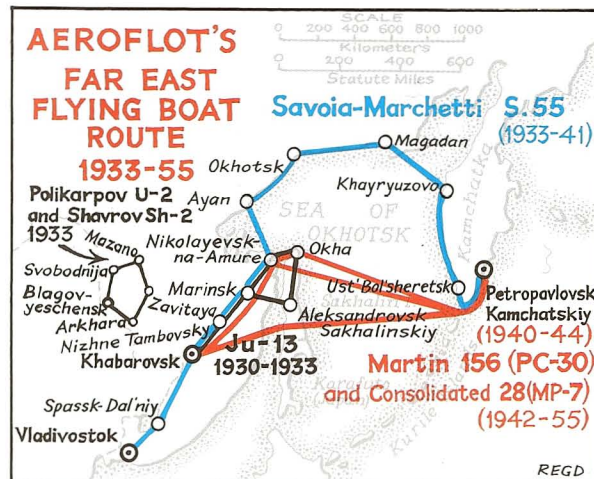 AEROFLOT'S
FAR EAST
FLYING BOAT
ROUTE
1933-55
SCALE
0 200 400 600 800 1000
Kilometers
0 200 400 600
Statute Miles
Savoia-Marchetti S.55
(1933-41)
Magadan
Okhotsk
Khayryuzovo
Kamchatka
Ayan
SEA OF
OKHOTSK
Polikarpov U-2
and Shavrov Sh-2
1933
Mazano
Svobodnija
Blagov-
yeschensk
Zavitaya
Arkhara
Nikolayevsk-
na-Amure
Okha
Ust' Bol'sheretsk
Marinsk
Sakhalin
Aleksandrovsk
Sakhalinskiy
Petropavlovsk
Kamchatskiy
(1940-44)
Nizhne Tambovsky
Khabarovsk
Ju-13
1930-1933
Martin 156 (PC-30)
and Consolidated 28(MP-7)
(1942-55)
Kurile
Spassk-Dal'niy
Vladivostok
REGD